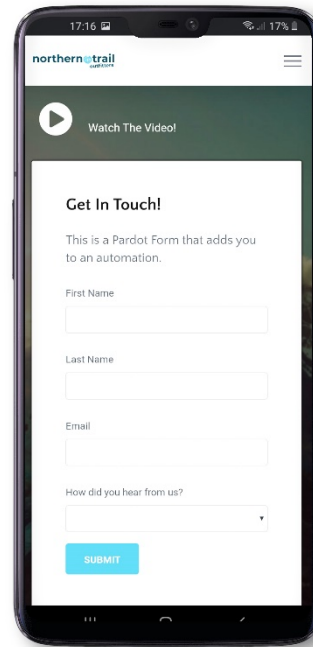 17:16 17%
northern trail
outfitters
Watch The Video!
Get In Touch!
This is a Pardot Form that adds you
to an automation.
First Name
Last Name
Email
How did you hear from us?
SUBMIT